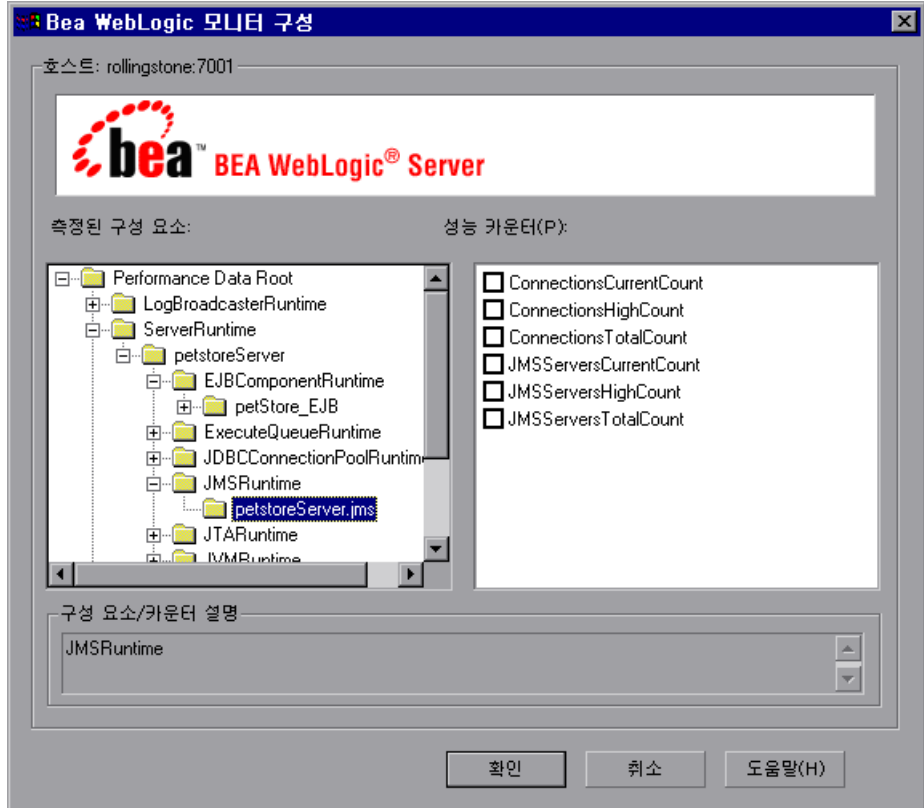 Bea WebLogic 모니터 구성
호스트: rollingstone:7001
bea™ BEA WebLogic® Server
측정된 구성 요소:
성능 카운터(P):
Performance Data Root
LogBroadcasterRuntime
ServerRuntime
petstoreServer
EJBComponentRuntime
petStore_EJB
ExecuteQueueRuntime
JDBCConnectionPoolRuntim
JMSRuntime
petstoreServer.jms
JTARuntime
JVMRuntime
ConnectionsCurrentCount
ConnectionsHighCount
ConnectionsTotalCount
JMSServersCurrentCount
JMSServersHighCount
JMSServersTotalCount
구성 요소/카운터 설명
JMSRuntime
확인
취소
도움말(H)